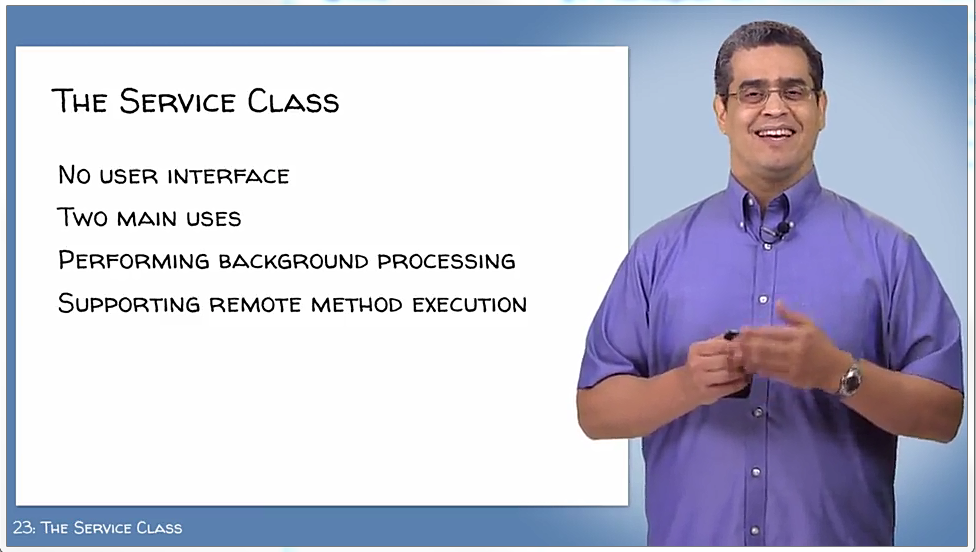 The Service Class
No user interface
Two main uses
Performing background processing
Supporting remote method execution
23: The Service Class